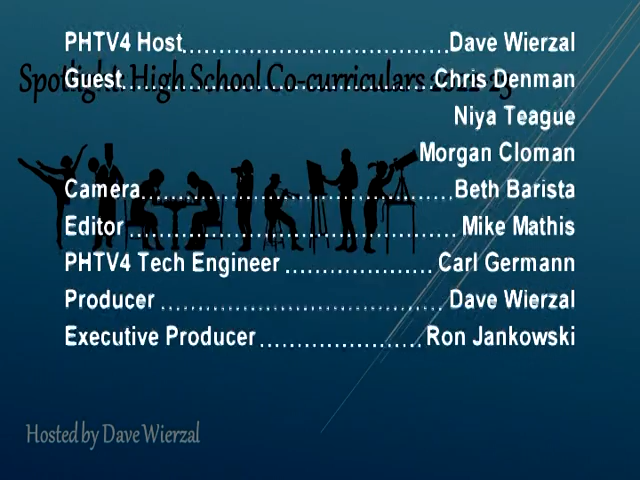 PHTV4 Host....................................Dave Wierzal
Spotlight: High School Co-curriculars
Guest.........................................Chris Denman
Niya Teague
Morgan Cloman
Camera.....................................Beth Barista
Editor .................................... Mike Mathis
PHTV4 Tech Engineer .................... Carl Germann
Producer ...................................... Dave Wierzal
Executive Producer ...................... Ron Jankowski
Hosted by Dave Wierzal